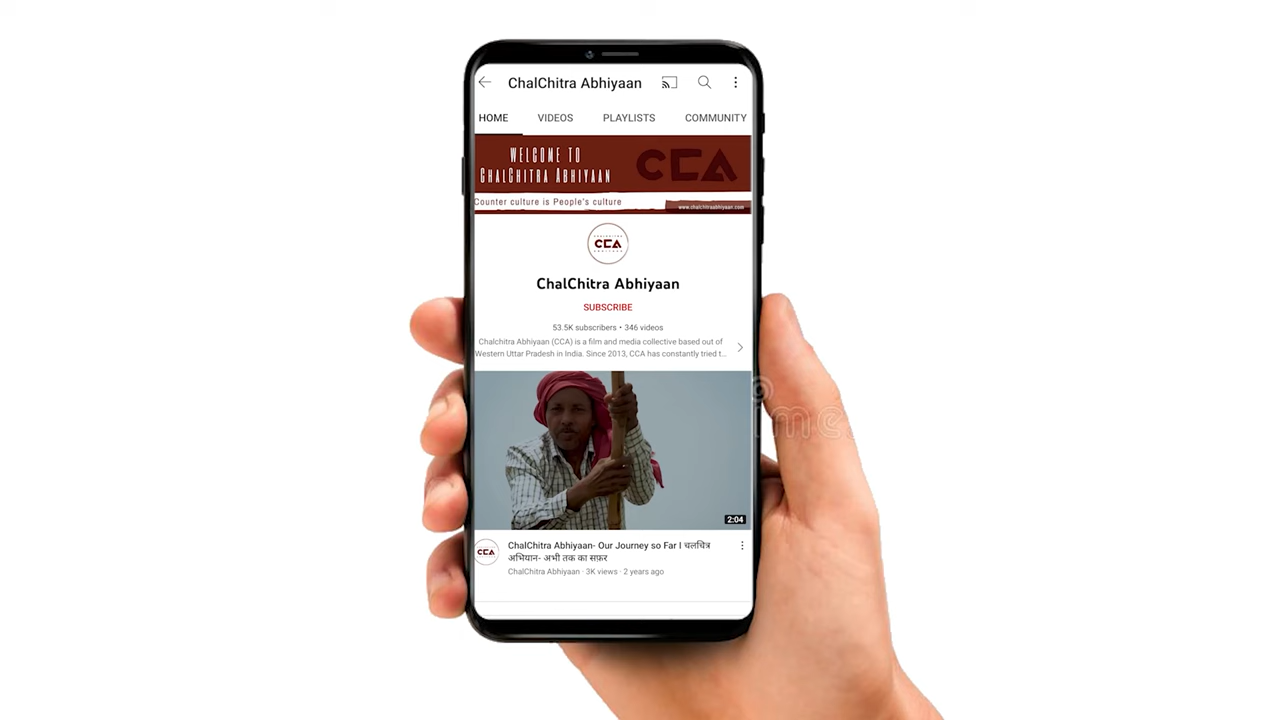 ChalChitra Abhiyaan
HOME VIDEOS PLAYLISTS COMMUNITY
WELCOME TO
CHALCHITRA ABHIYAAN
CCA
Counter culture is People's culture
www.chalchitraabhiyaan.com
CHALCHITRA
CCA
ABHIYAAN
ChalChitra Abhiyaan
SUBSCRIBE
53.5K subscribers • 346 videos
Chalchitra Abhiyaan (CCA) is a film and media collective based out of
Western Uttar Pradesh in India. Since 2013, CCA has constantly tried t...
2:04
CCA
ChalChitra Abhiyaan- Our Journey so Far I चलचित्र
अभियान- अभी तक का सफ़र
ChalChitra Abhiyaan · 3K views · 2 years ago